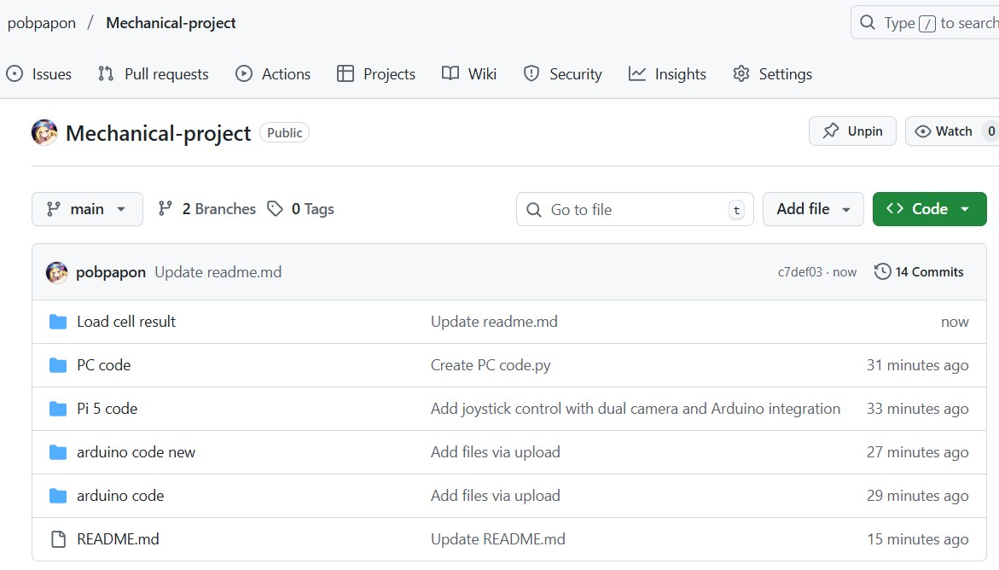 pobpapon / Mechanical-project
Type / to search
Issues Pull requests Actions Projects Wiki Security Insights Settings
Mechanical-project Public Unpin Watch 0
main 2 Branches 0 Tags Go to file t Add file Code
pobpapon Update readme.md c7def03 · now 14 Commits
Load cell result Update readme.md now
PC code Create PC code.py 31 minutes ago
Pi 5 code Add joystick control with dual camera and Arduino integration 33 minutes ago
arduino code new Add files via upload 27 minutes ago
arduino code Add files via upload 29 minutes ago
README.md Update README.md 15 minutes ago